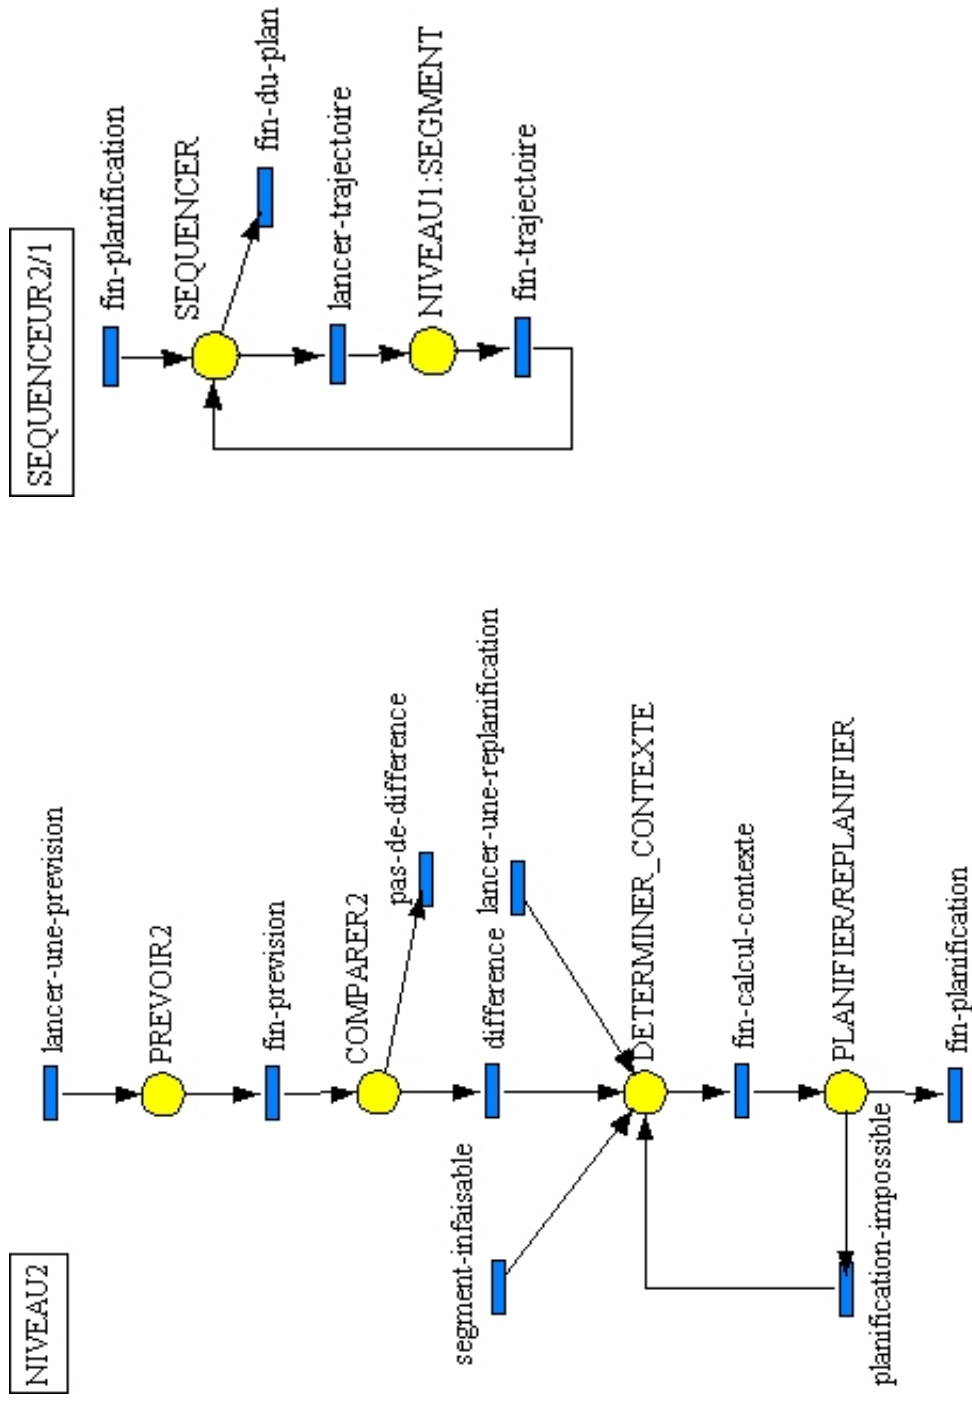 NIVEAU2
lancer-une-prevision
PREVOIR2
fin-prevision
COMPARER2
pas-de-difference
difference
lancer-une-replanification
segment-infaisable
DETERMINER_CONTEXTE
fin-calcul-contexte
PLANIFIER/REPLANIFIER
planification-impossible
fin-planification
SEQUENCEUR2/1
fin-planification
SEQUENCER
fin-du-plan
lancer-trajectoire
NIVEAU1:SEGMENT
fin-trajectoire